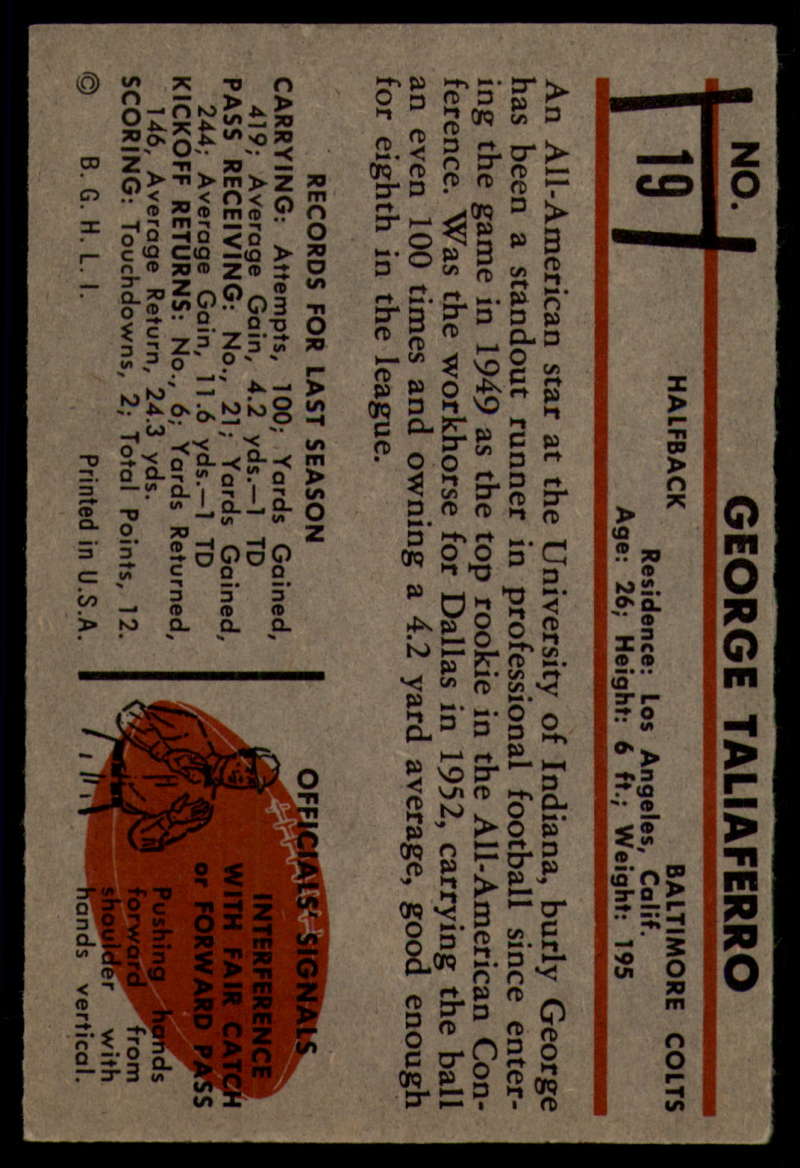 NO. 19
GEORGE TALIAFERRO
HALFBACK BALTIMORE COLTS
Residence: Los Angeles, Calif.
Age: 26; Height: 6 ft.; Weight: 195
An All-American star at the University of Indiana, burly George
has been a standout runner in professional football since enter-
ing the game in 1949 as the top rookie in the All-American Con-
ference. Was the workhorse for Dallas in 1952, carrying the ball
an even 100 times and owning a 4.2 yard average, good enough
for eighth in the league.
RECORDS FOR LAST SEASON
CARRYING: Attempts, 100; Yards Gained,
419; Average Gain, 4.2 yds.—1 TD
PASS RECEIVING: No., 21; Yards Gained,
244; Average Gain, 11.6 yds.—1 TD
KICKOFF RETURNS: No., 6; Yards Returned,
146, Average Return, 24.3 yds.
SCORING: Touchdowns, 2; Total Points, 12.
© B. G. H. L. I. Printed in U.S.A.
OFFICIALS' SIGNALS
INTERFERENCE
WITH FAIR CATCH
or FORWARD PASS
Pushing hands
forward from
shoulder with
hands vertical.